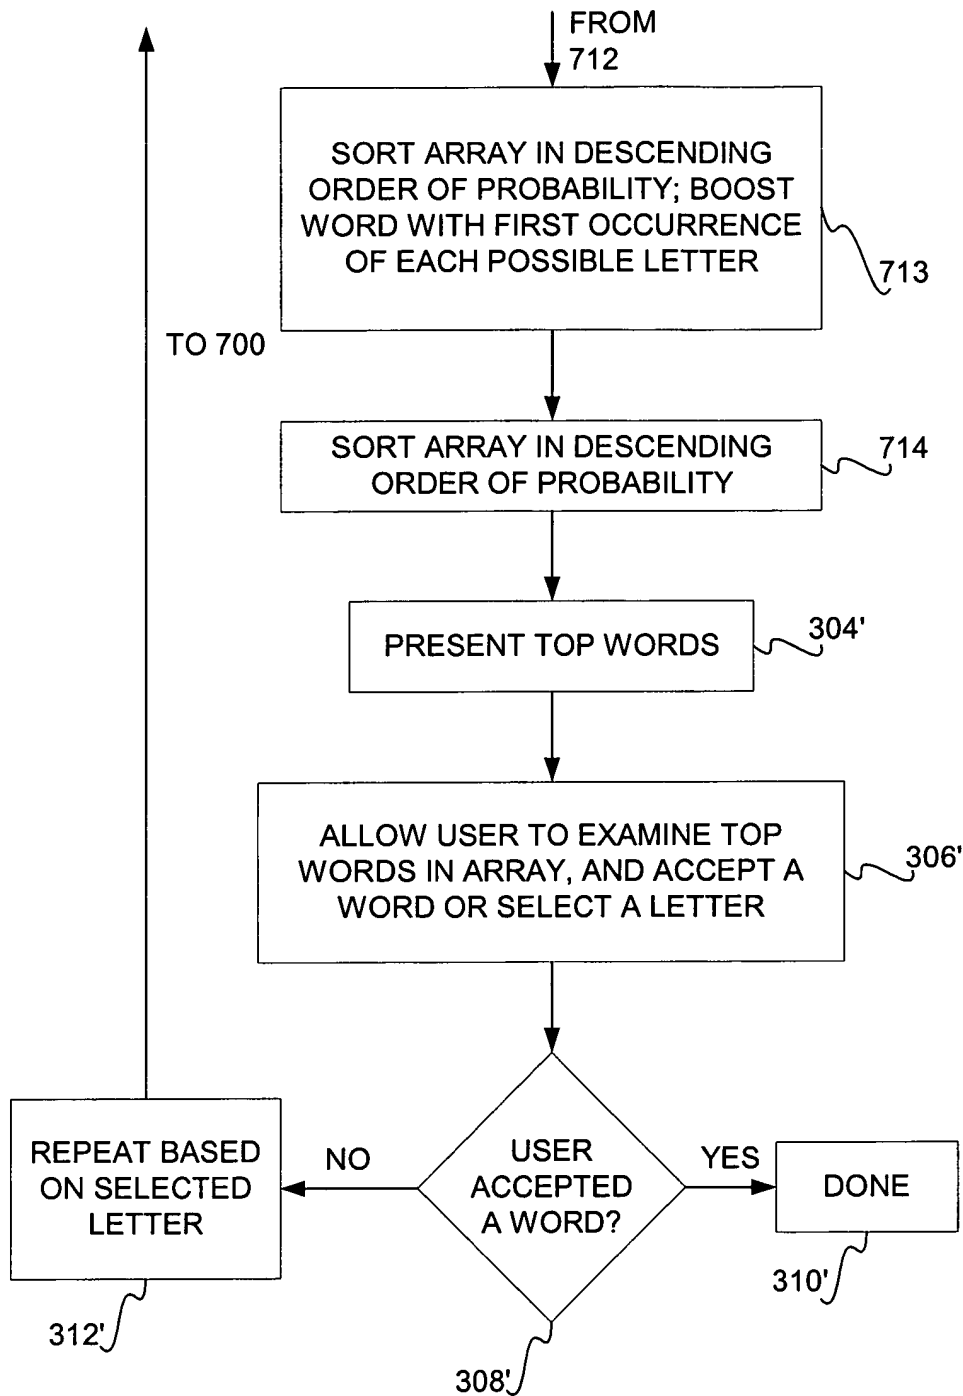 FROM
712
SORT ARRAY IN DESCENDING
ORDER OF PROBABILITY; BOOST
WORD WITH FIRST OCCURRENCE
OF EACH POSSIBLE LETTER
713
TO 700
SORT ARRAY IN DESCENDING
ORDER OF PROBABILITY
714
PRESENT TOP WORDS
304'
ALLOW USER TO EXAMINE TOP
WORDS IN ARRAY, AND ACCEPT A
WORD OR SELECT A LETTER
306'
REPEAT BASED
ON SELECTED
LETTER
NO
USER
ACCEPTED
A WORD?
YES
DONE
312'
308'
310'